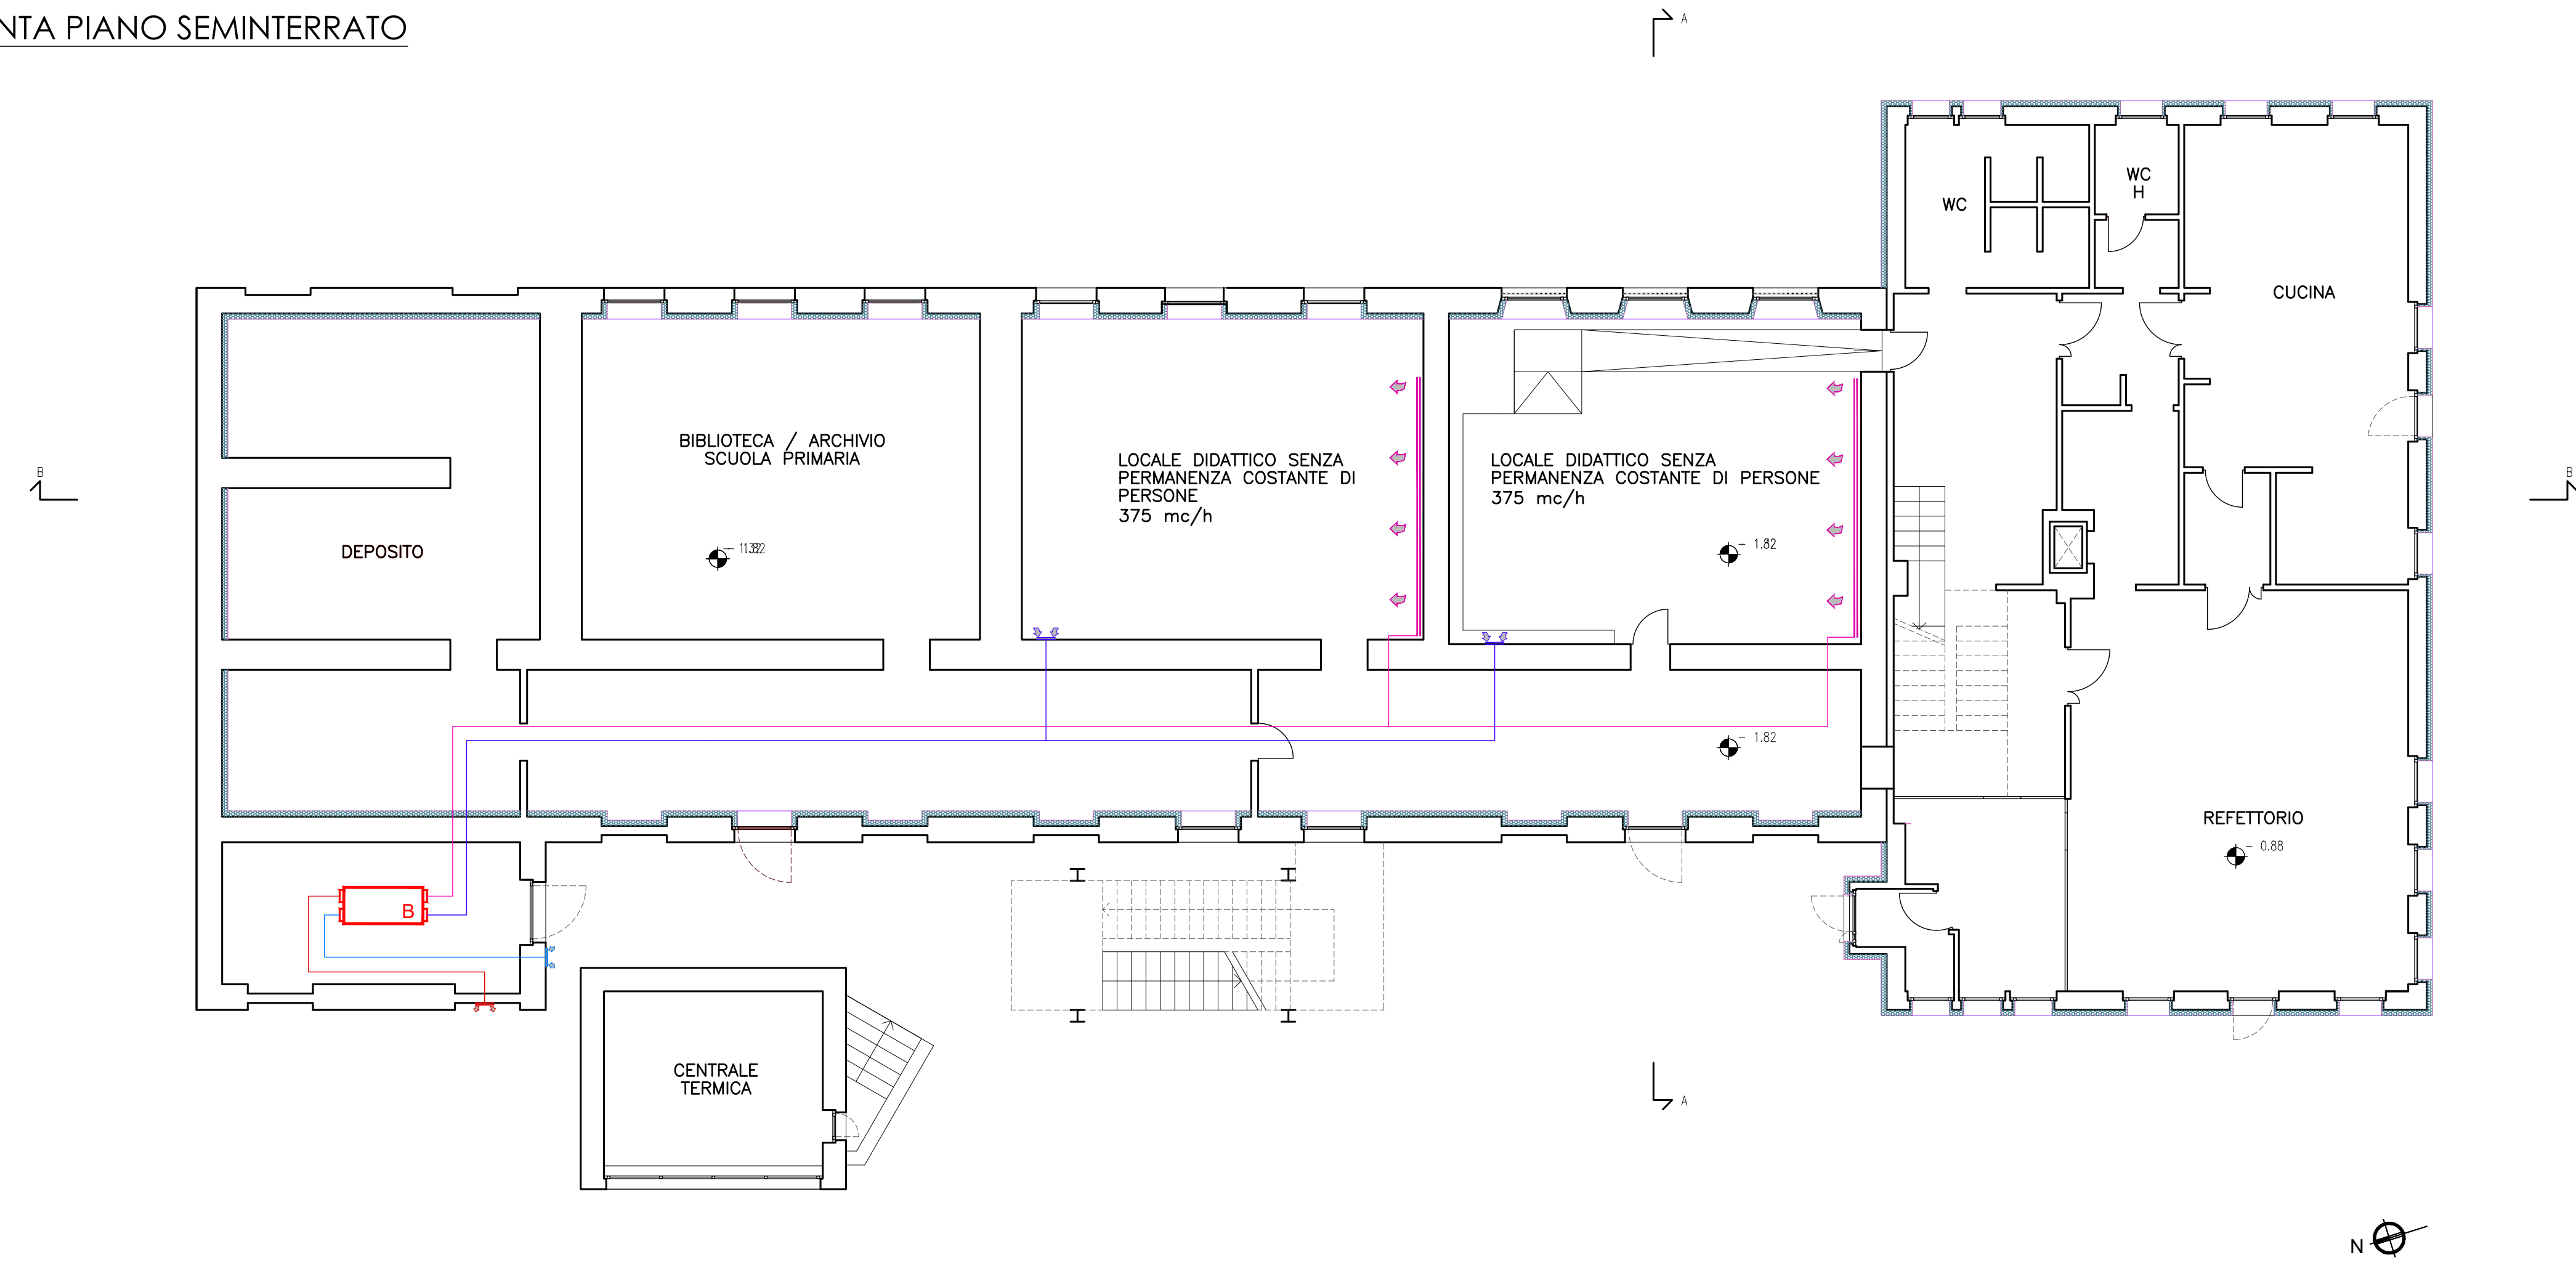 NTA PIANO SEMINTERRATO
A
WC
WC
H
CUCINA
BIBLIOTECA / ARCHIVIO
SCUOLA PRIMARIA
LOCALE DIDATTICO SENZA
PERMANENZA COSTANTE DI
PERSONE
375 mc/h
LOCALE DIDATTICO SENZA
PERMANENZA COSTANTE DI PERSONE
375 mc/h
B
B
DEPOSITO
- 1.82
- 1.82
REFETTORIO
- 0.88
B
CENTRALE
TERMICA
A
N